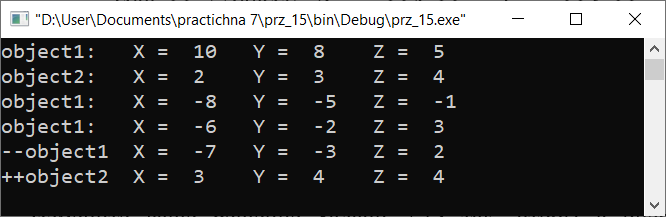 "D:\User\Documents\practichna 7\prz_15\bin\Debug\prz_15.exe"
object1: X = 10 Y = 8 Z = 5
object2: X = 2 Y = 3 Z = 4
object1: X = -8 Y = -5 Z = -1
object1: X = -6 Y = -2 Z = 3
--object1 X = -7 Y = -3 Z = 2
++object2 X = 3 Y = 4 Z = 4